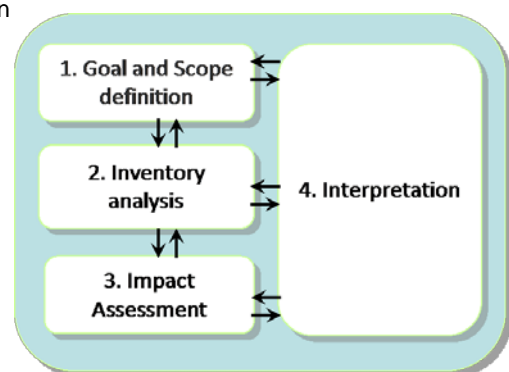 n
1. Goal and Scope
definition
2. Inventory
analysis
4. Interpretation
3. Impact
Assessment